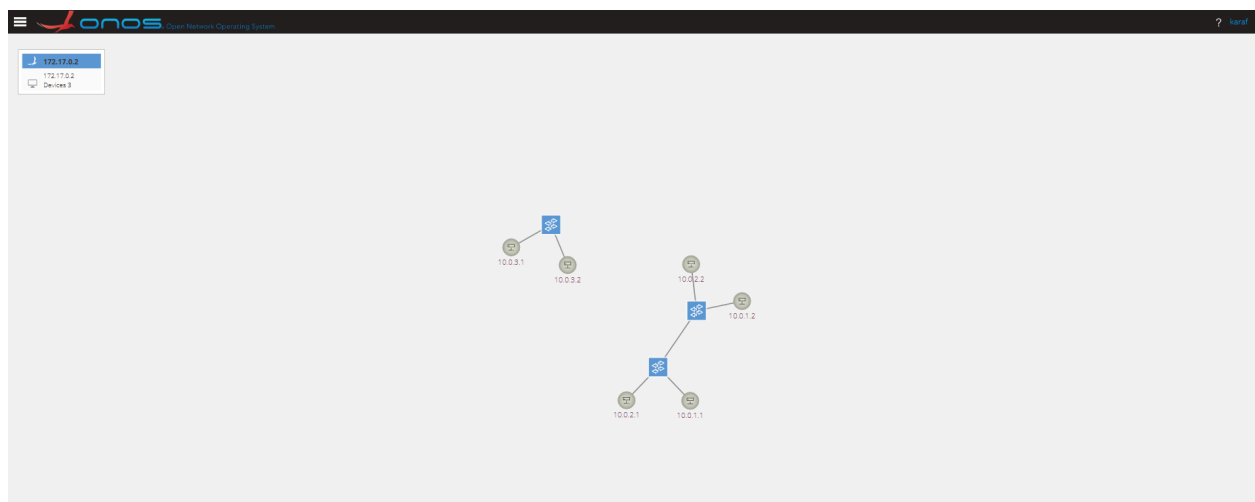 onos Open Network Operating System
? karaf
172.17.0.2
172.17.0.2
Devices 3
10.0.3.1
10.0.3.2
10.0.2.2
10.0.1.2
10.0.2.1
10.0.1.1